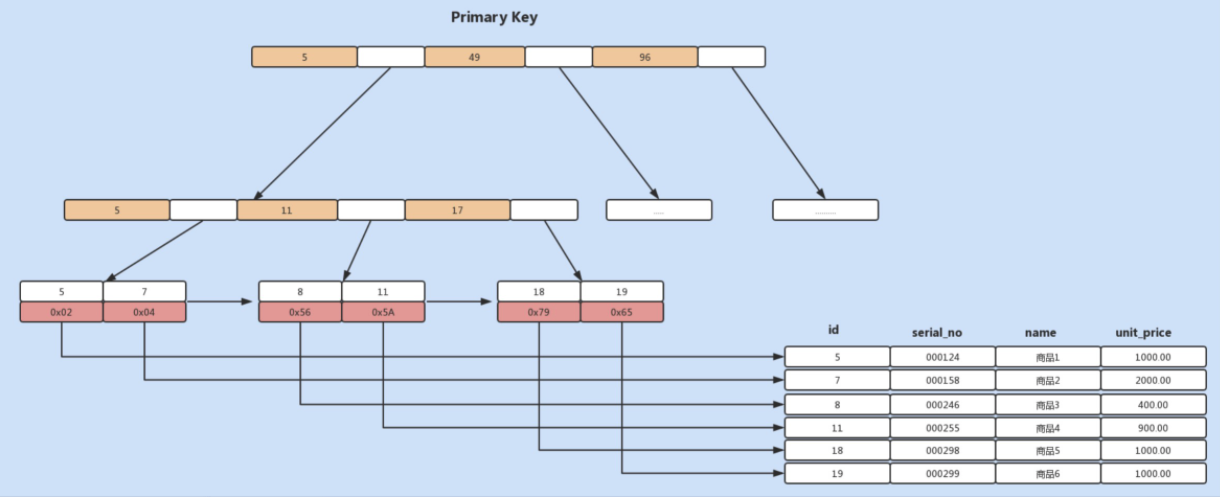 Primary Key
5 49 96
5 11 17 ..... .........
5 7 8 11 18 19
0x02 0x04 0x56 0x5A 0x79 0x65
id serial_no name unit_price
5 000124 商品1 1000.00
7 000158 商品2 2000.00
8 000246 商品3 400.00
11 000255 商品4 900.00
18 000298 商品5 1000.00
19 000299 商品6 1000.00